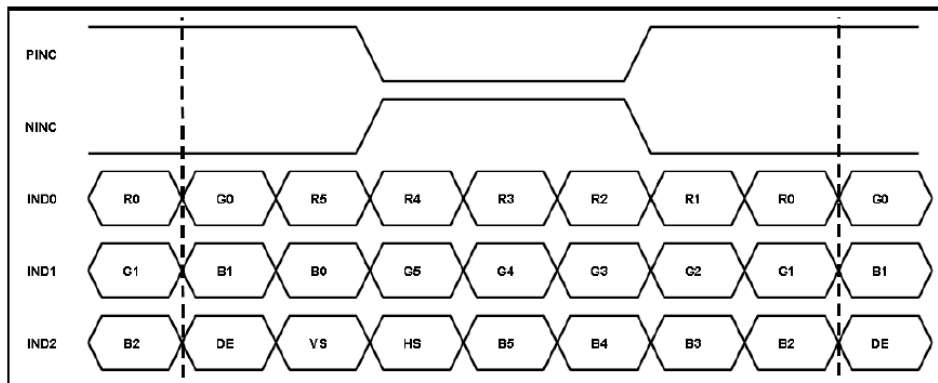 PINC
NINC
IND0 R0 G0 R5 R4 R3 R2 R1 R0 G0
IND1 G1 B1 B0 G5 G4 G3 G2 G1 B1
IND2 B2 DE VS HS B5 B4 B3 B2 DE